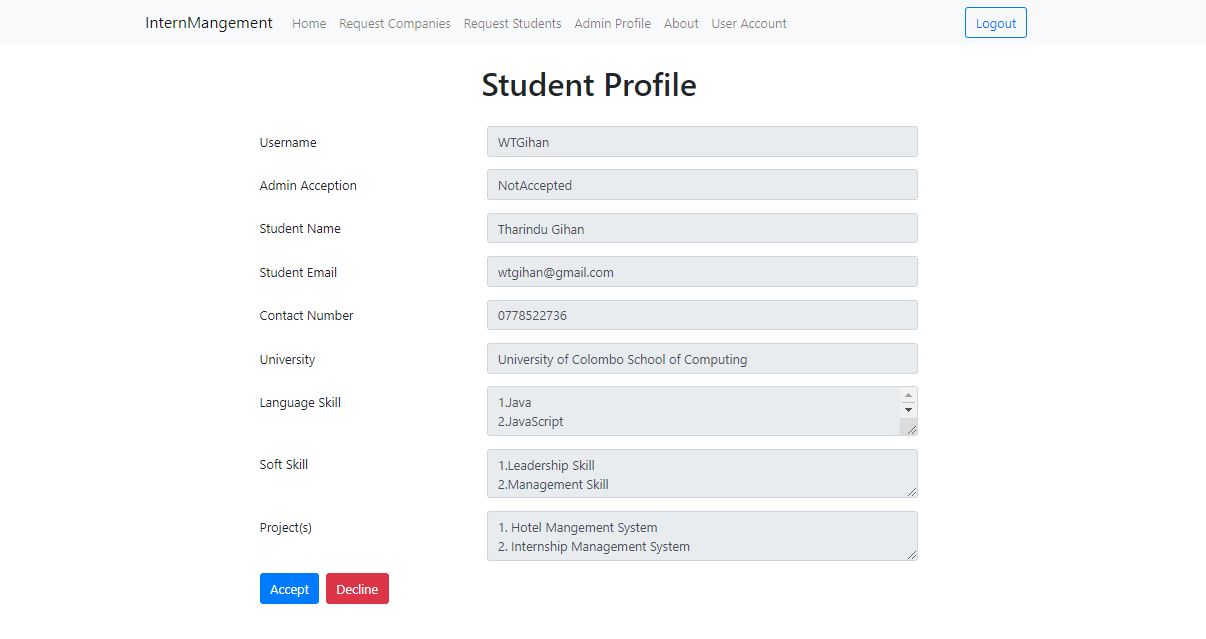 InternMangement Home Request Companies Request Students Admin Profile About User Account Logout
Student Profile
Username WTGihan
Admin Acception NotAccepted
Student Name Tharindu Gihan
Student Email wtgihan@gmail.com
Contact Number 0778522736
University University of Colombo School of Computing
Language Skill 1.Java
2.JavaScript
Soft Skill 1.Leadership Skill
2.Management Skill
Project(s) 1. Hotel Mangement System
2. Internship Management System
Accept Decline